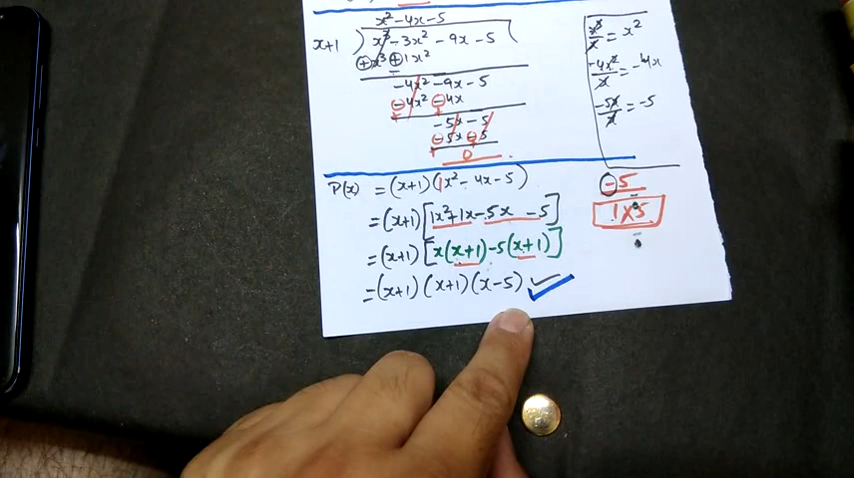 x² - 4x - 5
x+1 ) x³ - 3x² - 9x - 5
x³ + 1x²
-4x² - 9x - 5
-4x² - 4x
-5x - 5
-5x - 5
0
x³/x = x²
-4x²/x = -4x
-5x/x = -5
P(x) = (x+1)(1x² - 4x - 5)
= (x+1)[1x² + 1x - 5x - 5]
= (x+1)[x(x+1) - 5(x+1)]
= (x+1)(x+1)(x-5)
-5
1x5